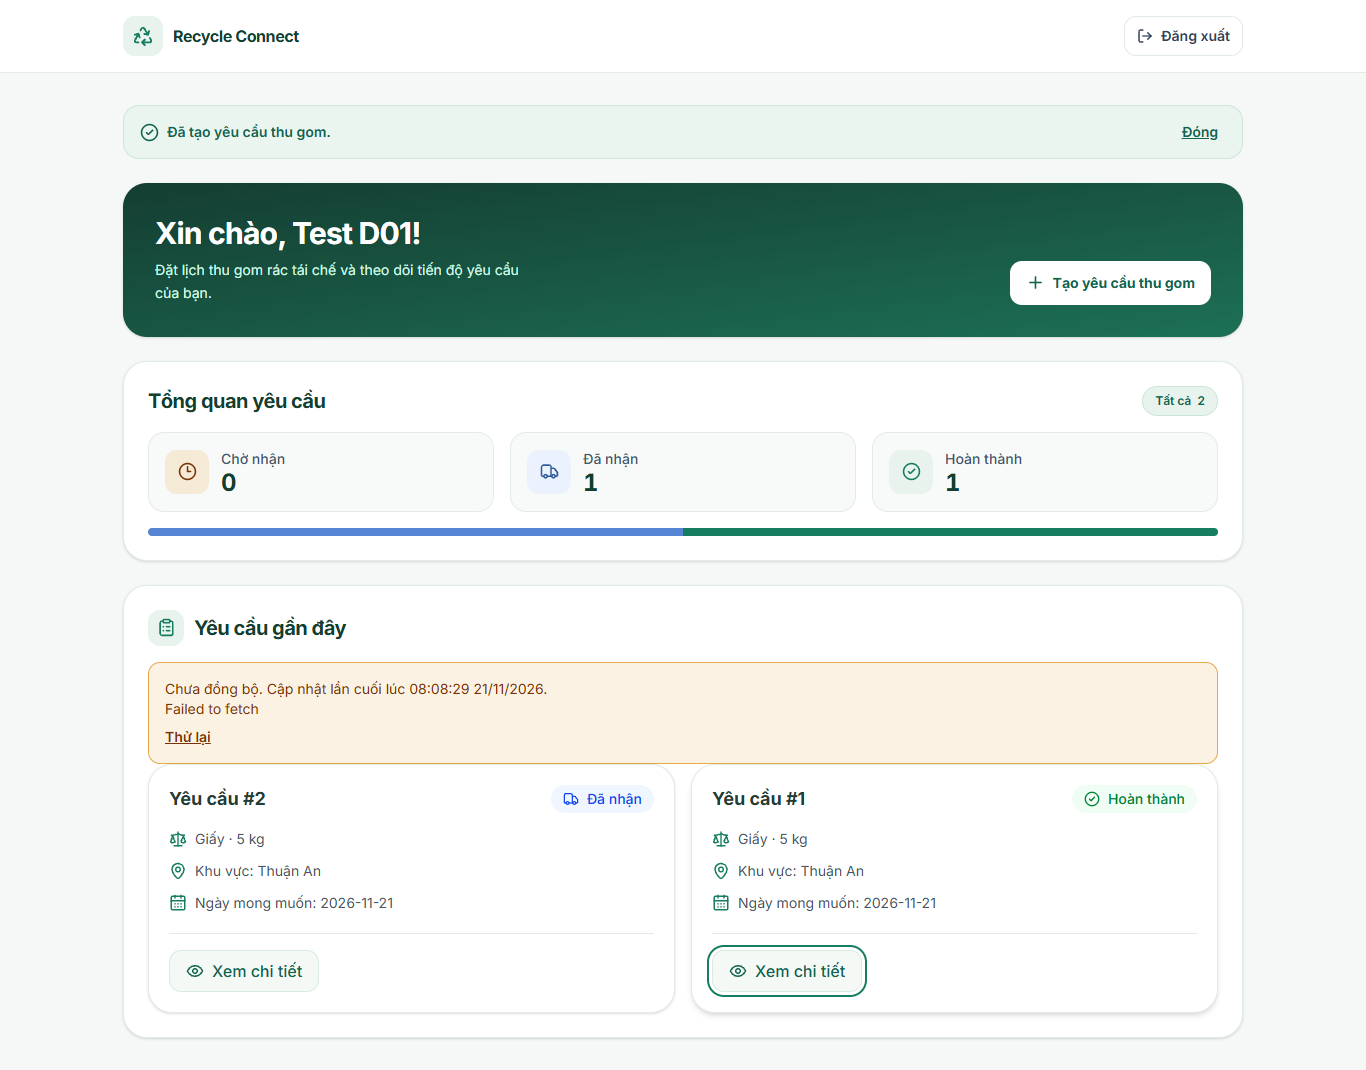 Recycle Connect
Đăng xuất
Đã tạo yêu cầu thu gom.
Đóng
Xin chào, Test D01!
Đặt lịch thu gom rác tái chế và theo dõi tiến độ yêu cầu
của bạn.
Tạo yêu cầu thu gom
Tổng quan yêu cầu
Tất cả 2
Chờ nhận
0
Đã nhận
1
Hoàn thành
1
Yêu cầu gần đây
Chưa đồng bộ. Cập nhật lần cuối lúc 08:08:29 21/11/2026.
Failed to fetch
Thử lại
Yêu cầu #2
Đã nhận
Giấy · 5 kg
Khu vực: Thuận An
Ngày mong muốn: 2026-11-21
Xem chi tiết
Yêu cầu #1
Hoàn thành
Giấy · 5 kg
Khu vực: Thuận An
Ngày mong muốn: 2026-11-21
Xem chi tiết